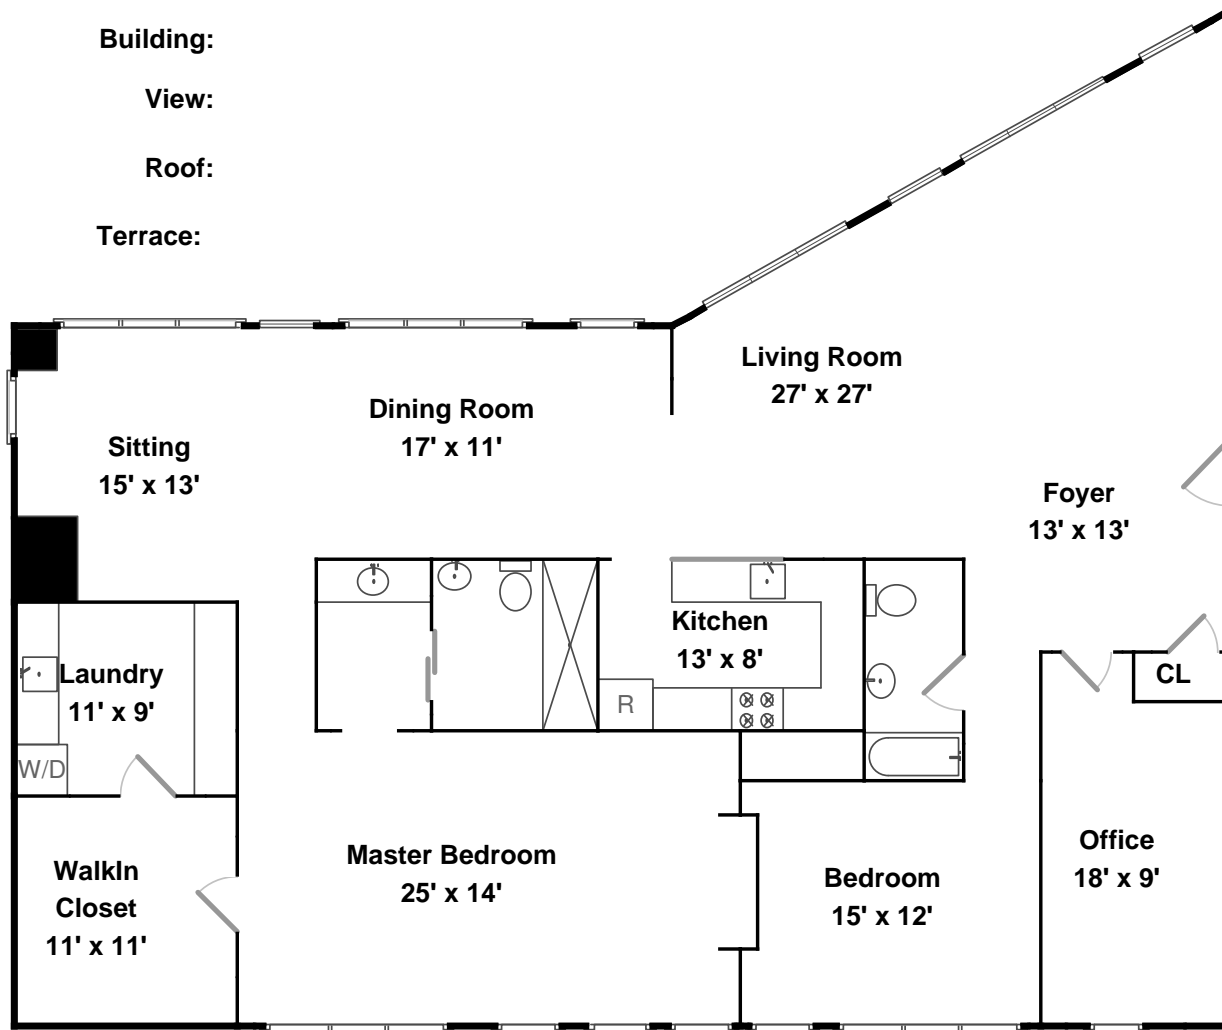 Building:
View:
Roof:
Terrace:
Living Room
27' x 27'
Dining Room
17' x 11'
Sitting
15' x 13'
Foyer
13' x 13'
Kitchen
13' x 8'
Laundry
11' x 9'
CL
R
W/D
Master Bedroom
25' x 14'
WalkIn
Closet
11' x 11'
Bedroom
15' x 12'
Office
18' x 9'